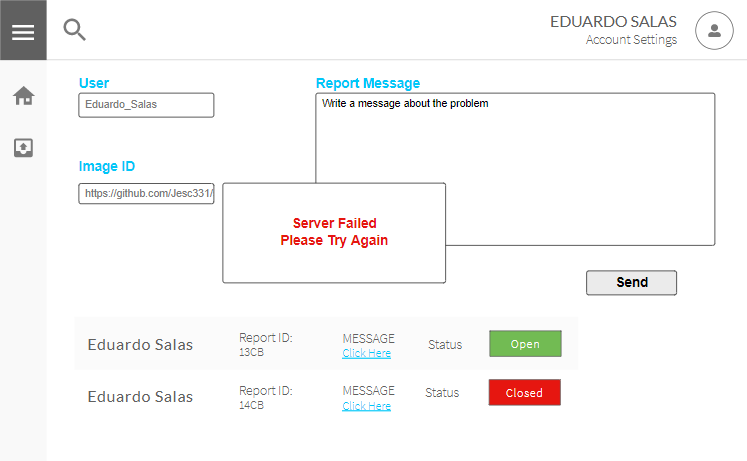 EDUARDO SALAS
Account Settings
User
Eduardo_Salas
Report Message
Write a message about the problem
Image ID
https://github.com/Jesc331/
Server Failed
Please Try Again
Send
Eduardo Salas
Report ID:
13CB
MESSAGE
Click Here
Status
Open
Eduardo Salas
Report ID:
14CB
MESSAGE
Click Here
Status
Closed